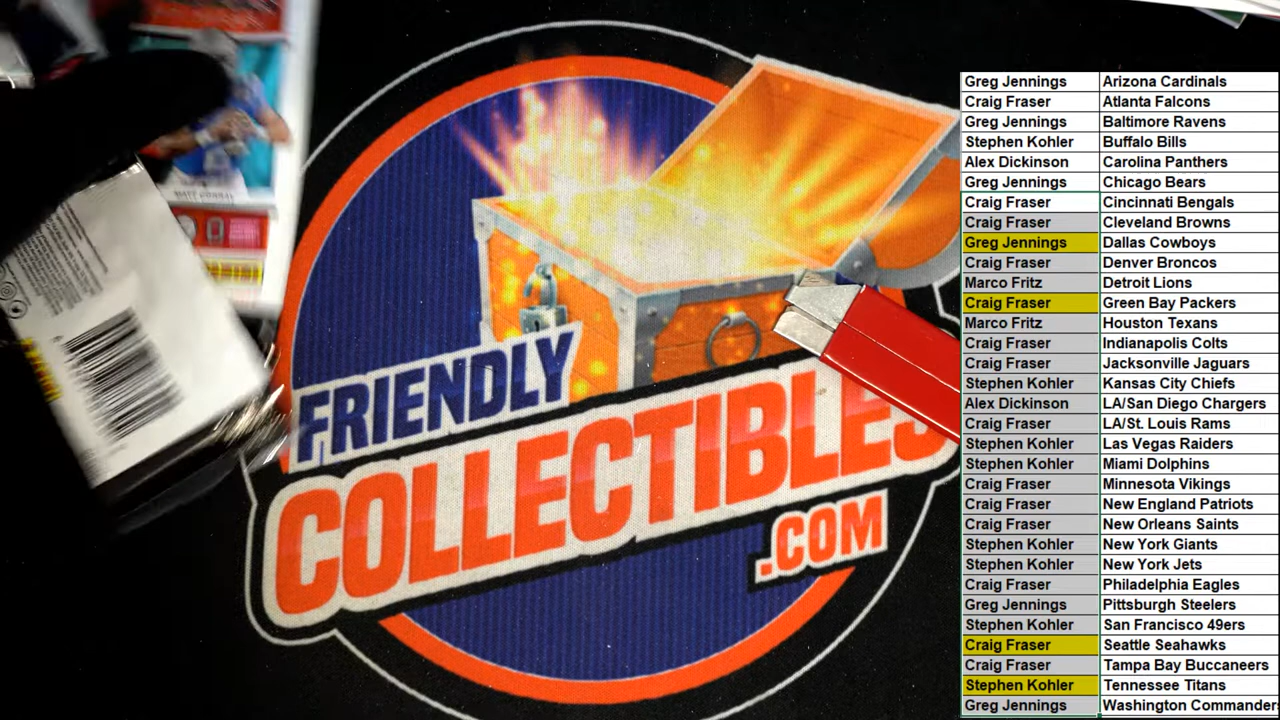 Greg Jennings Arizona Cardinals
Craig Fraser Atlanta Falcons
Greg Jennings Baltimore Ravens
Stephen Kohler Buffalo Bills
Alex Dickinson Carolina Panthers
Greg Jennings Chicago Bears
Craig Fraser Cincinnati Bengals
Craig Fraser Cleveland Browns
Greg Jennings Dallas Cowboys
Craig Fraser Denver Broncos
Marco Fritz Detroit Lions
Craig Fraser Green Bay Packers
Marco Fritz Houston Texans
Craig Fraser Indianapolis Colts
Craig Fraser Jacksonville Jaguars
Stephen Kohler Kansas City Chiefs
Alex Dickinson LA/San Diego Chargers
Craig Fraser LA/St. Louis Rams
Stephen Kohler Las Vegas Raiders
Stephen Kohler Miami Dolphins
Craig Fraser Minnesota Vikings
Craig Fraser New England Patriots
Craig Fraser New Orleans Saints
Stephen Kohler New York Giants
Stephen Kohler New York Jets
Craig Fraser Philadelphia Eagles
Greg Jennings Pittsburgh Steelers
Stephen Kohler San Francisco 49ers
Craig Fraser Seattle Seahawks
Craig Fraser Tampa Bay Buccaneers
Stephen Kohler Tennessee Titans
Greg Jennings Washington Commander
FRIENDLY
COLLECTIBLES
.COM